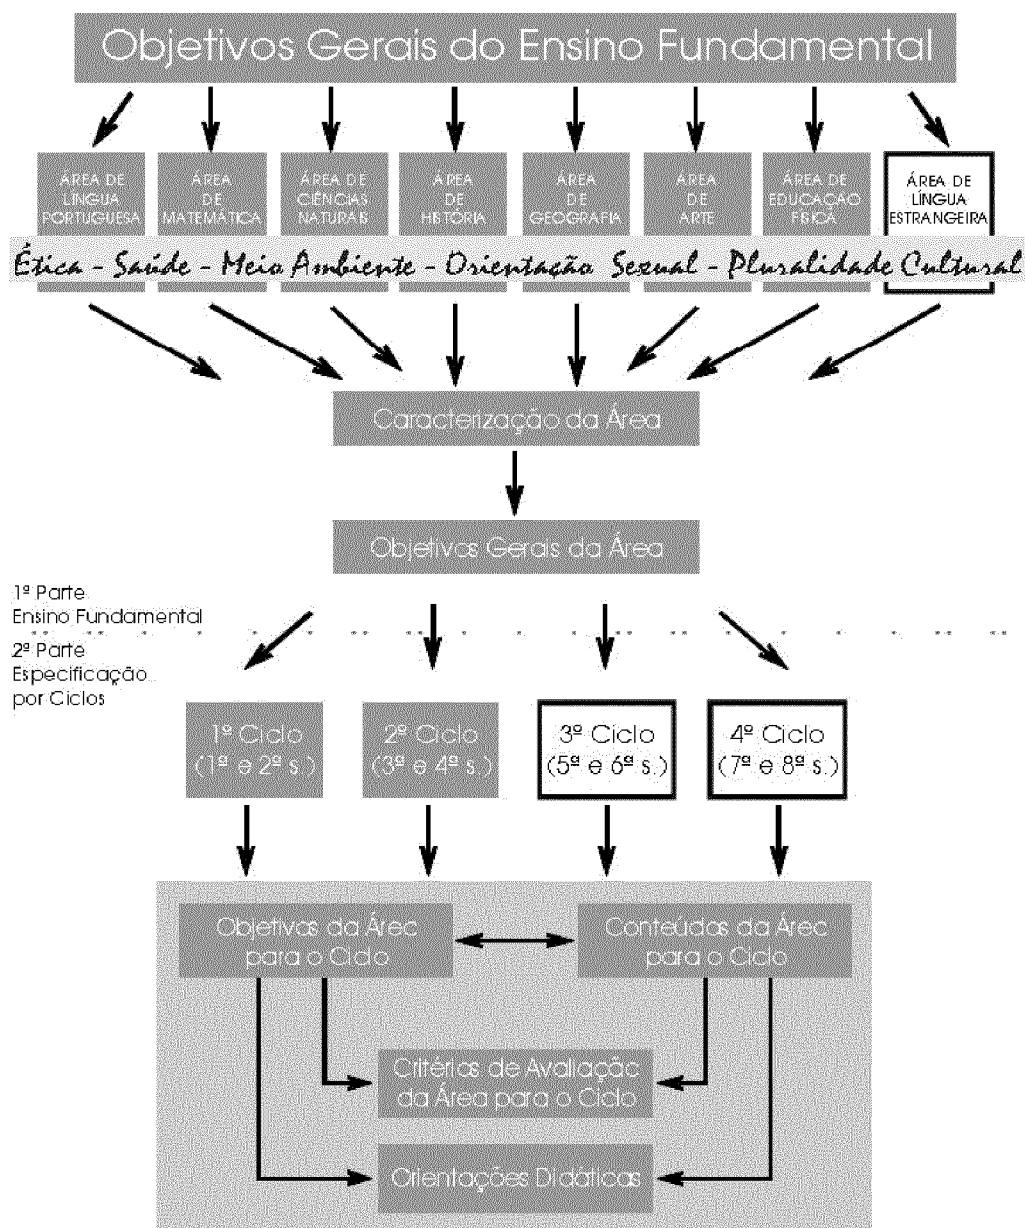 Objetivos Gerais do Ensino Fundamental
ÁREA DE
LÍNGUA
PORTUGUESA
ÁREA
DE
MATEMÁTICA
ÁREA DE
CIÊNCIAS
NATURAIS
ÁREA
DE
HISTÓRIA
ÁREA
DE
GEOGRAFIA
ÁREA
DE
ARTE
ÁREA DE
EDUCAÇÃO
FÍSICA
ÁREA DE
LÍNGUA
ESTRANGEIRA
Ética - Saúde - Meio Ambiente - Orientação Sexual - Pluralidade Cultural
Caracterização da Área
Objetivos Gerais da Área
1ª Parte
Ensino Fundamental
2ª Parte
Especificação
por Ciclos
1º Ciclo
(1ª e 2ª s.)
2º Ciclo
(3ª e 4ª s.)
3º Ciclo
(5ª e 6ª s.)
4º Ciclo
(7ª e 8ª s.)
Objetivos da Área
para o Ciclo
Conteúdos da Área
para o Ciclo
Critérios de Avaliação
da Área para o Ciclo
Orientações Didáticas